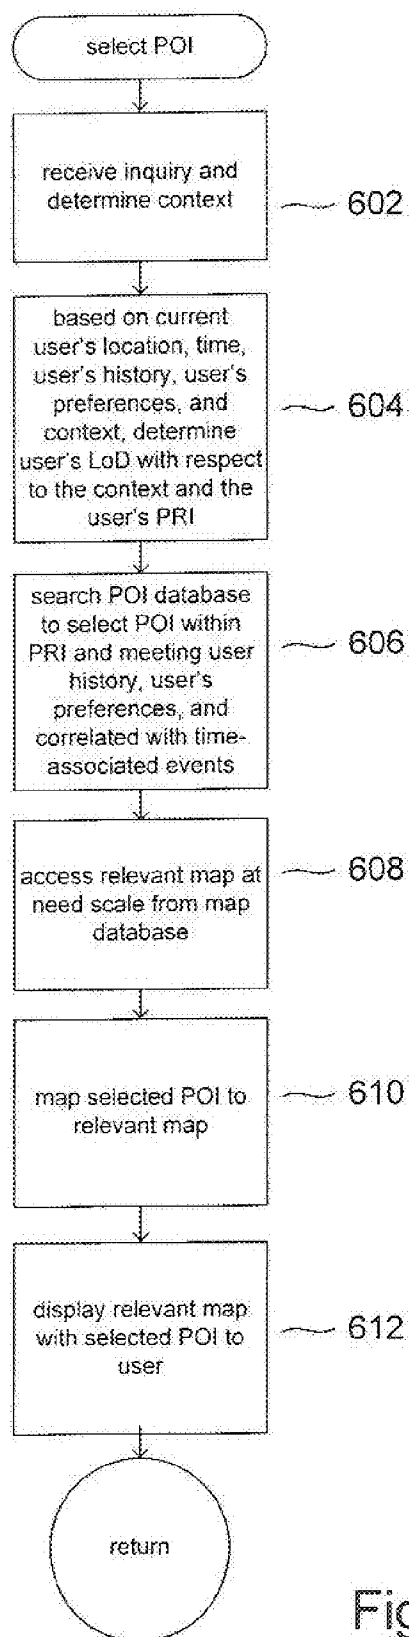 select POI
receive inquiry and
determine context
602
based on current
user's location, time,
user's history, user's
preferences, and
context, determine
user's LoD with respect
to the context and the
user's PRI
604
search POI database
to select POI within
PRI and meeting user
history, user's
preferences, and
correlated with time-
associated events
606
access relevant map at
need scale from map
database
608
map selected POI to
relevant map
610
display relevant map
with selected POI to
user
612
return
Fig